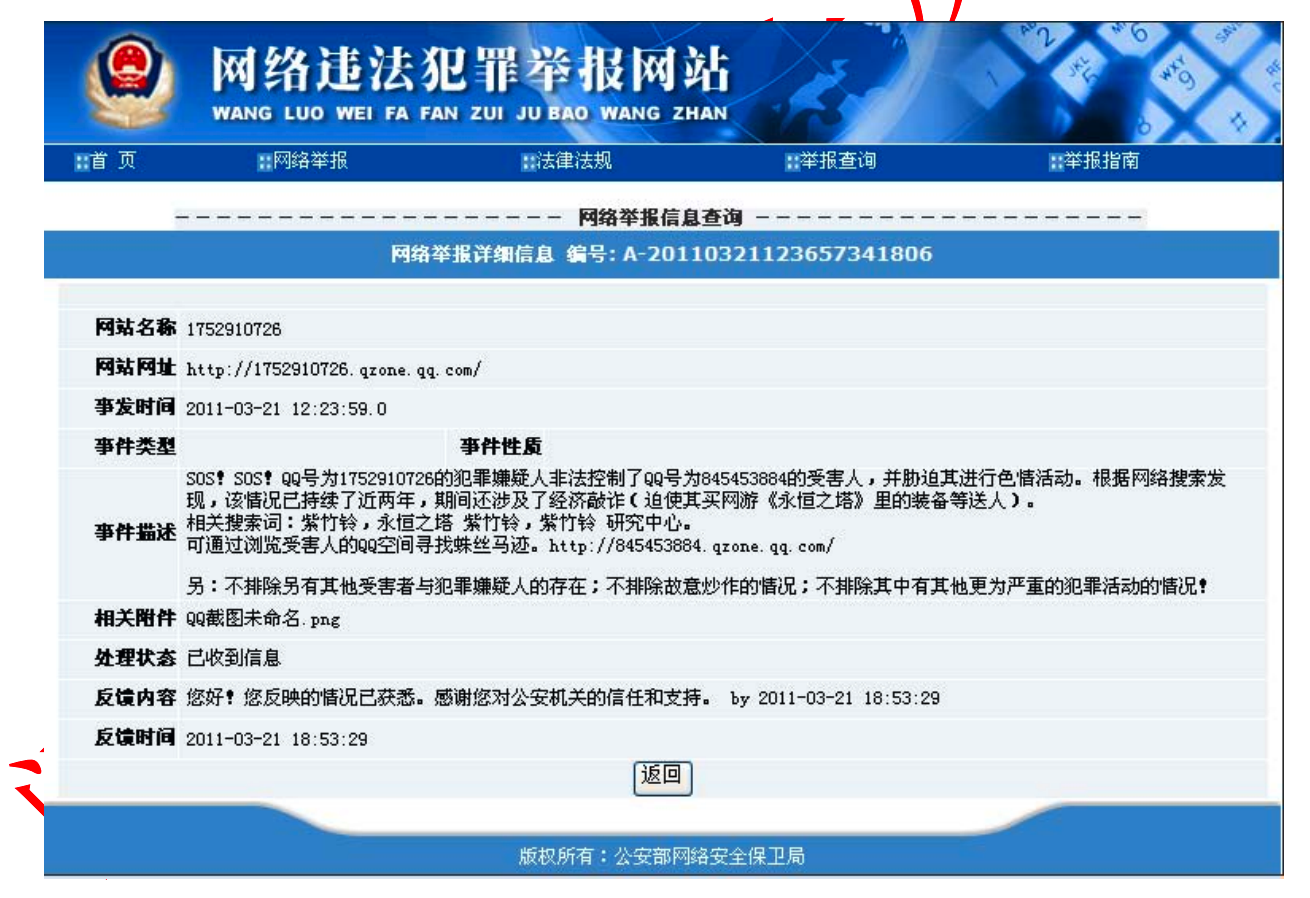 网络违法犯罪举报网站
WANG LUO WEI FA FAN ZUI JU BAO WANG ZHAN
首 页 网络举报 法律法规 举报查询 举报指南
网络举报信息查询
网络举报详细信息 编号: A-201103211236573​41806
网站名称 1752910726
网站网址 http://1752910726.qzone.qq.com/
事发时间 2011-03-21 12:23:59.0
事件类型 事件性质
SOS! SOS! QQ号为1752910726的犯罪嫌疑人非法控制了QQ号为845453884的受害人，并胁迫其进行色情活动。根据网络搜索发
现，该情况已持续了近两年，期间还涉及了经济敲诈（迫使其买网游《永恒之塔》里的装备等送人）。
相关搜索词：紫竹铃，永恒之塔 紫竹铃，紫竹铃 研究中心。
事件描述
可通过浏览受害人的QQ空间寻找蛛丝马迹。http://845453884.qzone.qq.com/
另：不排除另有其他受害者与犯罪嫌疑人的存在；不排除故意炒作的情况；不排除其中有其他更为严重的犯罪活动的情况!
相关附件 QQ截图未命名.png
处理状态 已收到信息
反馈内容 您好! 您反映的情况已获悉。感谢您对公安机关的信任和支持。 by 2011-03-21 18:53:29
反馈时间 2011-03-21 18:53:29
返回
版权所有：公安部网络安全保卫局